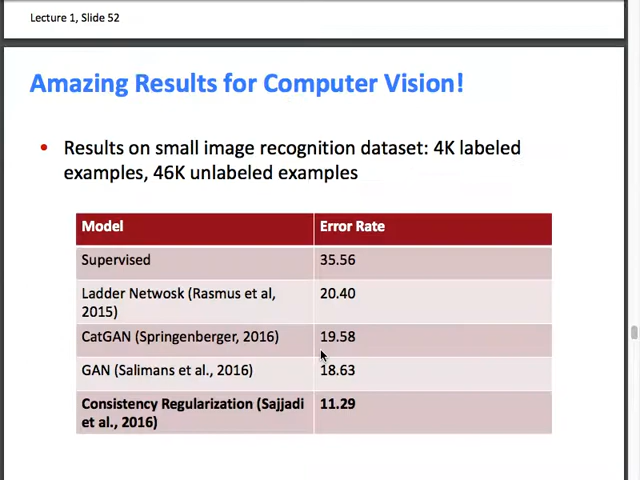 Lecture 1, Slide 52
Amazing Results for Computer Vision!
• Results on small image recognition dataset: 4K labeled
examples, 46K unlabeled examples
Model Error Rate
Supervised 35.56
Ladder Netwosk (Rasmus et al, 20.40
2015)
CatGAN (Springenberger, 2016) 19.58
GAN (Salimans et al., 2016) 18.63
Consistency Regularization (Sajjadi 11.29
et al., 2016)